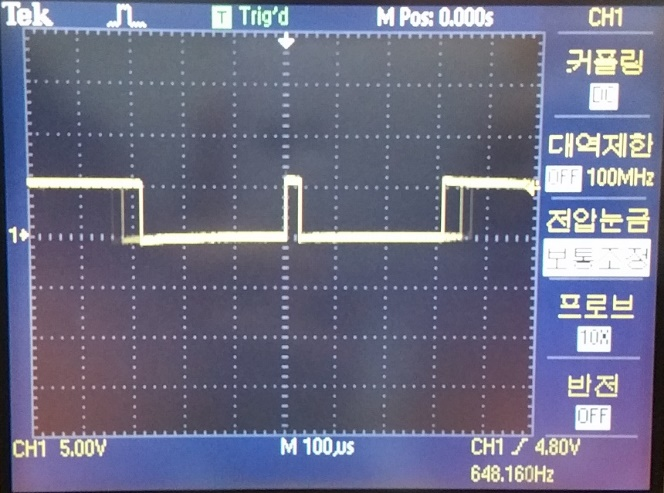 Tek T Trig'd M Pos: 0.000s CH1
커플링
DC
대역제한
OFF 100MHz
전압눈금
보통조정
프로브
10X
반전
OFF
1
CH1 5.00V M 100µs CH1 4.80V
648.160Hz